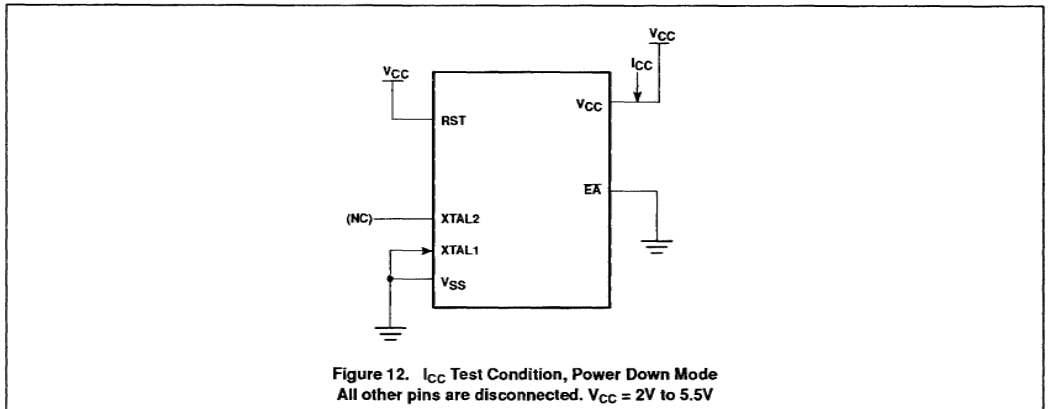 VCC
ICC
VCC
VCC
RST
EA
(NC)
XTAL2
XTAL1
VSS
Figure 12. ICC Test Condition, Power Down Mode
All other pins are disconnected. VCC = 2V to 5.5V